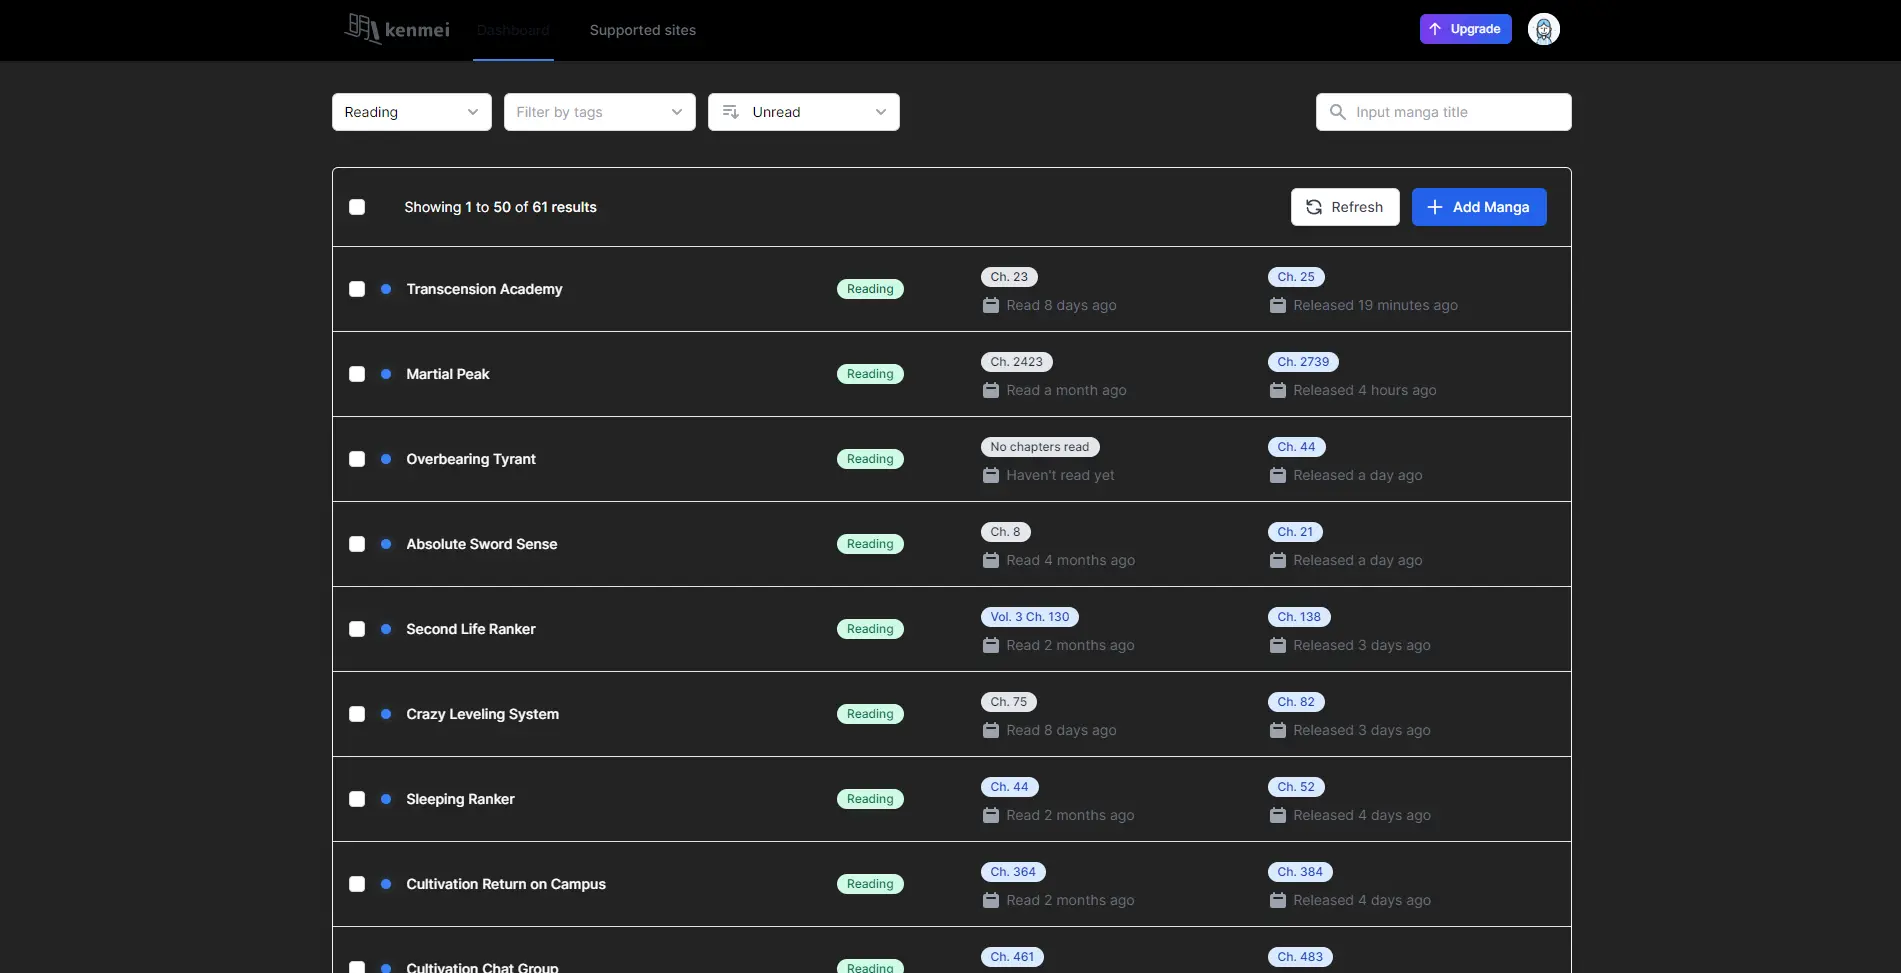 kenmei Dashboard Supported sites Upgrade
Reading Filter by tags Unread Input manga title
Showing 1 to 50 of 61 results Refresh Add Manga
Ch. 23 Ch. 25
Transcension Academy Reading
Read 8 days ago Released 19 minutes ago
Ch. 2423 Ch. 2739
Martial Peak Reading
Read a month ago Released 4 hours ago
No chapters read Ch. 44
Overbearing Tyrant Reading
Haven't read yet Released a day ago
Ch. 8 Ch. 21
Absolute Sword Sense Reading
Read 4 months ago Released a day ago
Vol. 3 Ch. 130 Ch. 138
Second Life Ranker Reading
Read 2 months ago Released 3 days ago
Ch. 75 Ch. 82
Crazy Leveling System Reading
Read 8 days ago Released 3 days ago
Ch. 44 Ch. 52
Sleeping Ranker Reading
Read 2 months ago Released 4 days ago
Ch. 364 Ch. 384
Cultivation Return on Campus Reading
Read 2 months ago Released 4 days ago
Ch. 461 Ch. 483
Cultivation Chat Group Reading